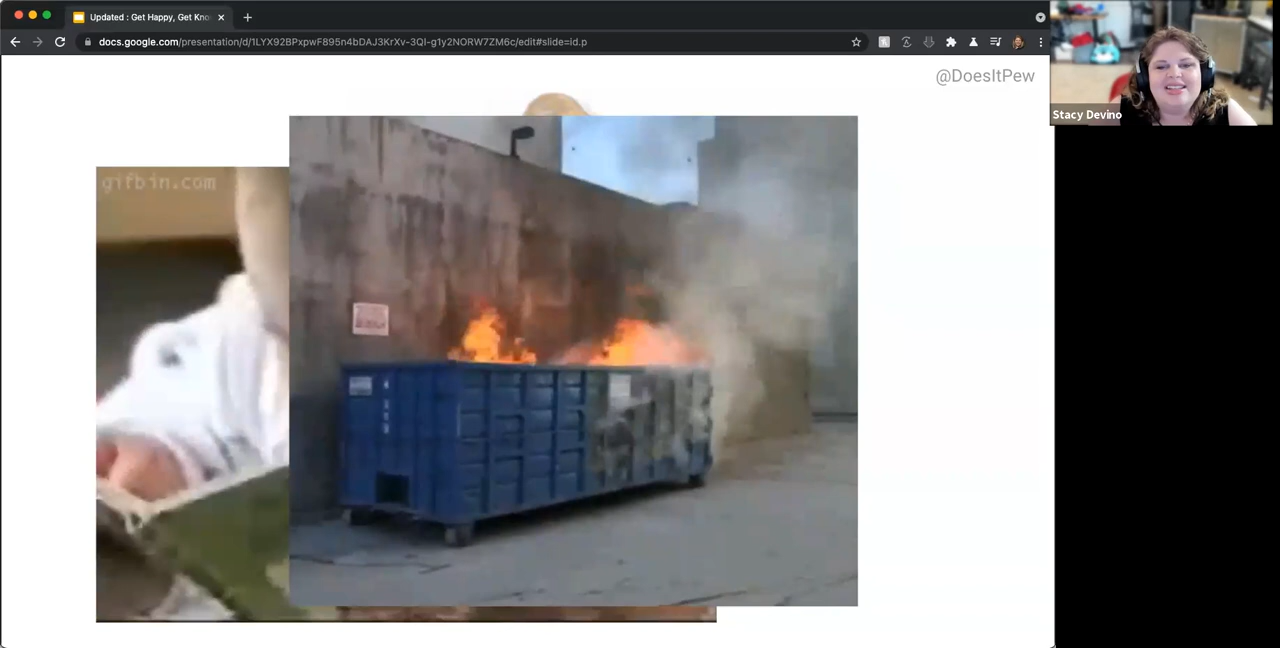 Updated : Get Happy, Get Kno
docs.google.com/presentation/d/1LYX92BPxpwF895n4bDAJ3KrXv-3QI-g1y2NORW7ZM6c/edit#slide=id.p
@DoesItPew
Stacy Devino
gifbin.com